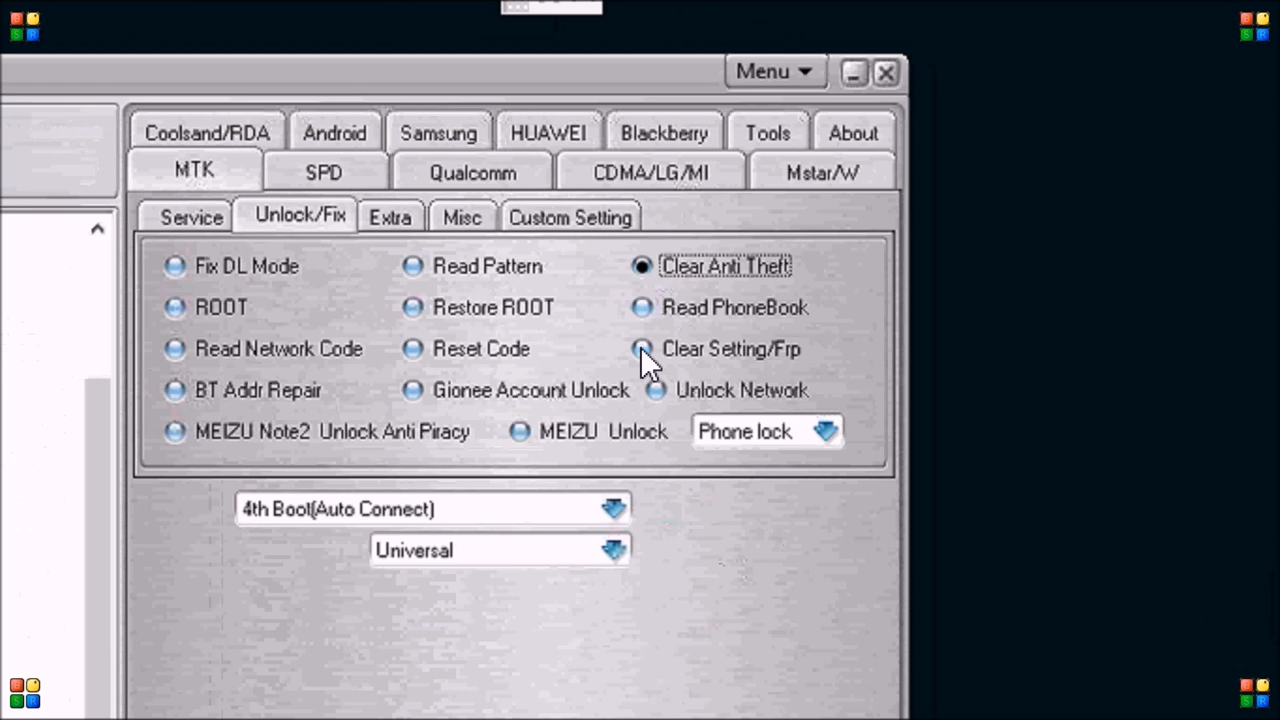 Menu
Coolsand/RDA Android Samsung HUAWEI Blackberry Tools About
MTK SPD Qualcomm CDMA/LG/MI Mstar/W
Service Unlock/Fix Extra Misc Custom Setting
Fix DL Mode Read Pattern Clear Anti Theft
ROOT Restore ROOT Read PhoneBook
Read Network Code Reset Code Clear Setting/Frp
BT Addr Repair Gionee Account Unlock Unlock Network
MEIZU Note2 Unlock Anti Piracy MEIZU Unlock Phone lock
4th Boot(Auto Connect)
Universal